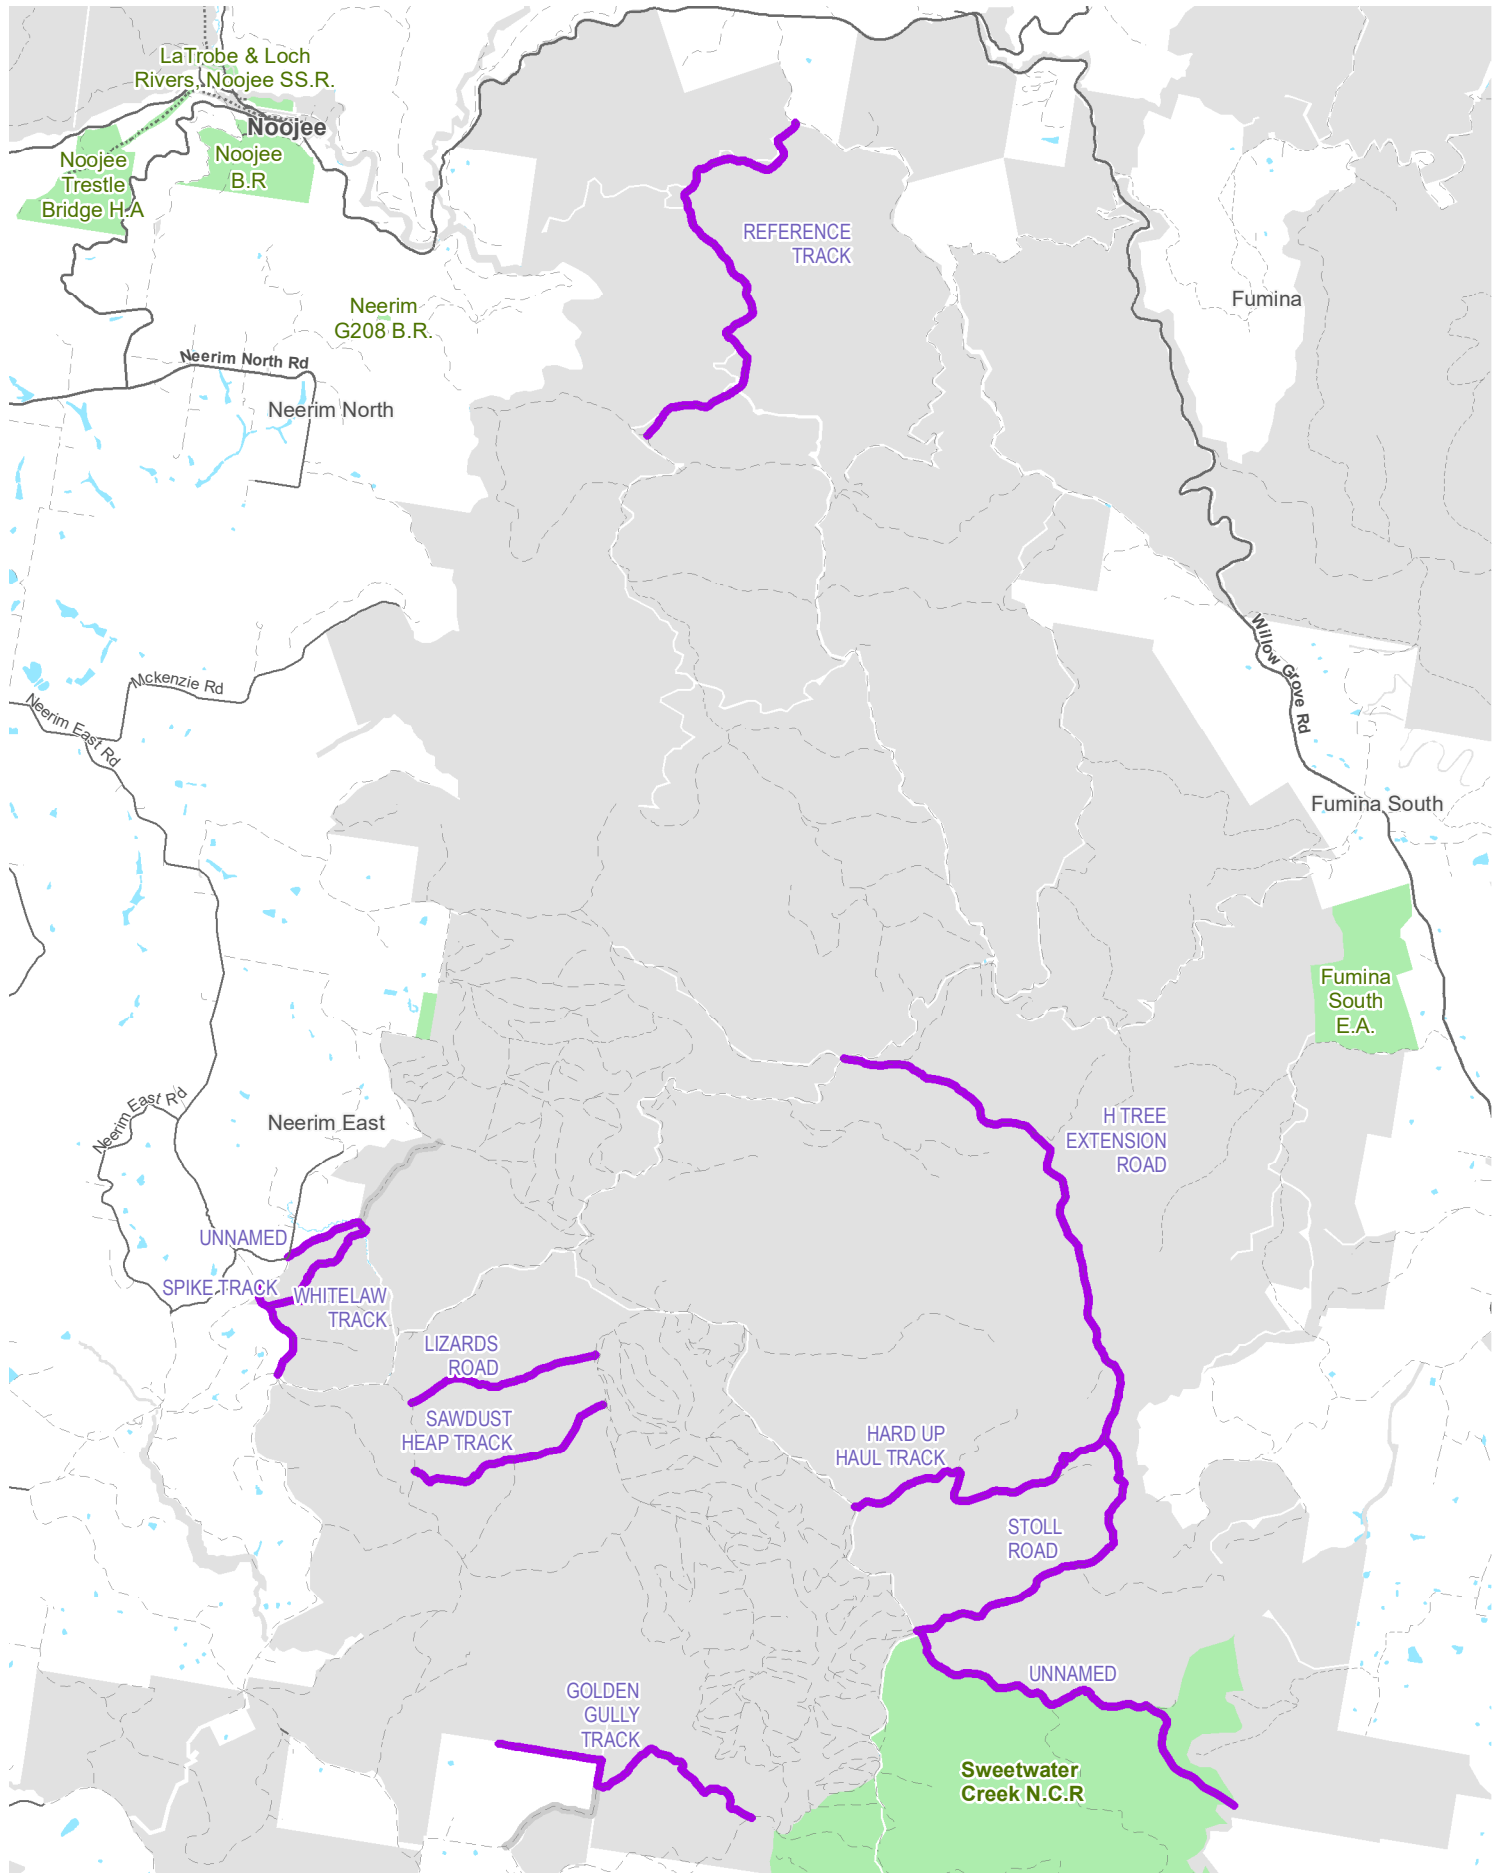 LaTrobe & Loch
Rivers, Noojee SS.R.
Noojee
Noojee
B.R
Noojee
Trestle
Bridge H.A
REFERENCE
TRACK
Neerim
G208 B.R.
Fumina
Neerim North Rd
Neerim North
Willow Grove Rd
Mckenzie Rd
Neerim East Rd
Fumina South
Fumina
South
E.A.
Neerim East Rd
Neerim East
H TREE
EXTENSION
ROAD
UNNAMED
SPIKE TRACK
WHITELAW
TRACK
LIZARDS
ROAD
SAWDUST
HEAP TRACK
HARD UP
HAUL TRACK
STOLL
ROAD
UNNAMED
GOLDEN
GULLY
TRACK
Sweetwater
Creek N.C.R